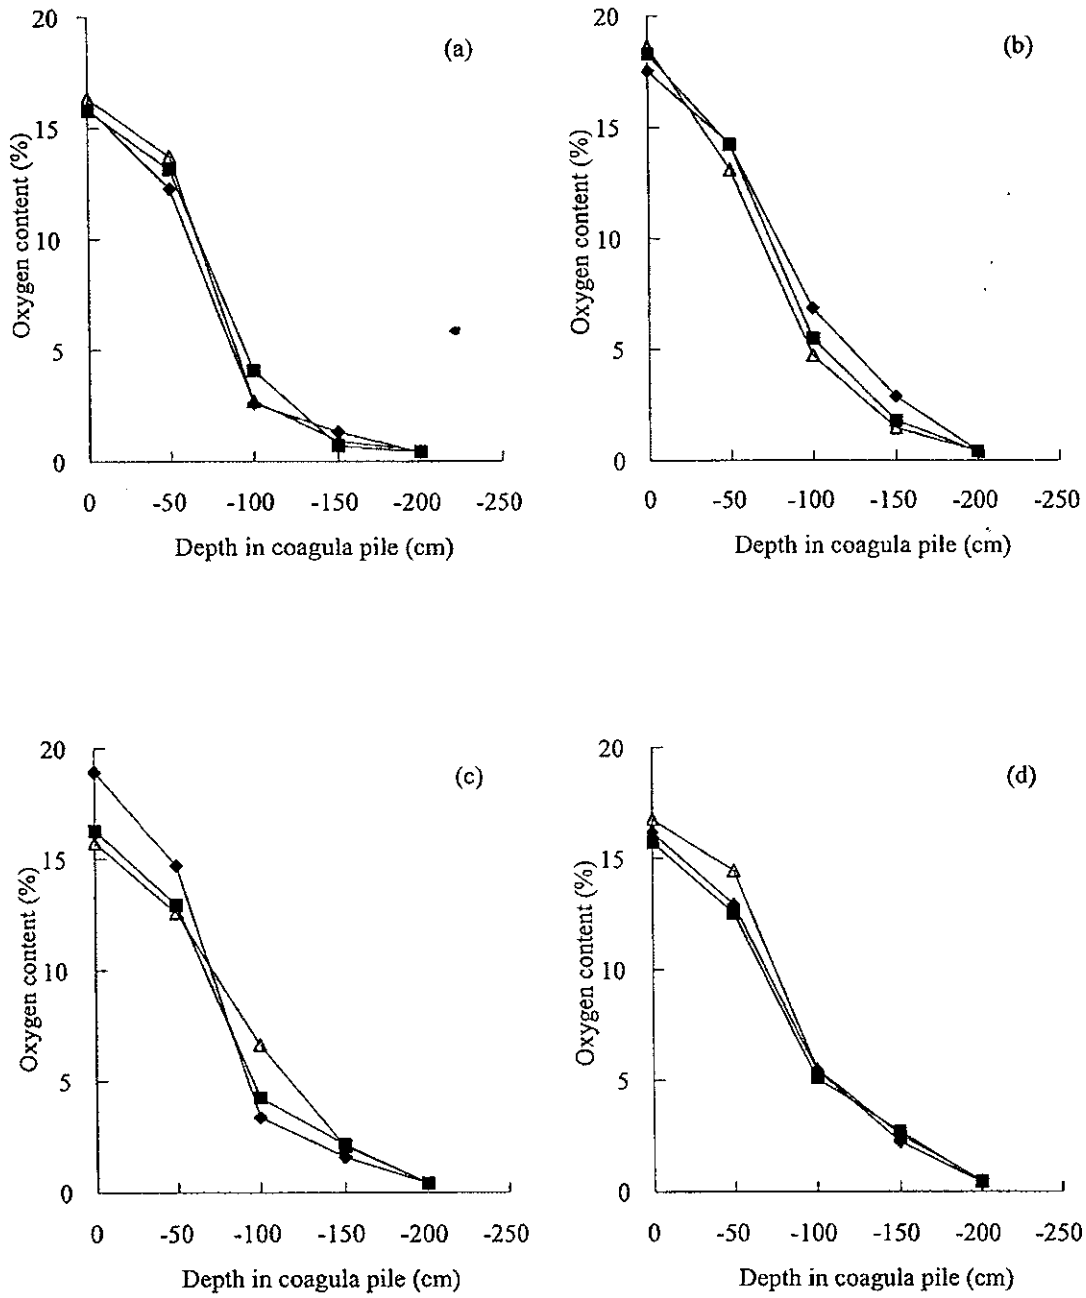 20
(a)
15
10
5
0
Oxygen content (%)
0 -50 -100 -150 -200 -250
Depth in coagula pile (cm)
20
(b)
15
10
5
0
Oxygen content (%)
0 -50 -100 -150 -200 -250
Depth in coagula pile (cm)
20
(c)
15
10
5
0
Oxygen content (%)
0 -50 -100 -150 -200 -250
Depth in coagula pile (cm)
20
(d)
15
10
5
0
Oxygen content (%)
0 -50 -100 -150 -200 -250
Depth in coagula pile (cm)